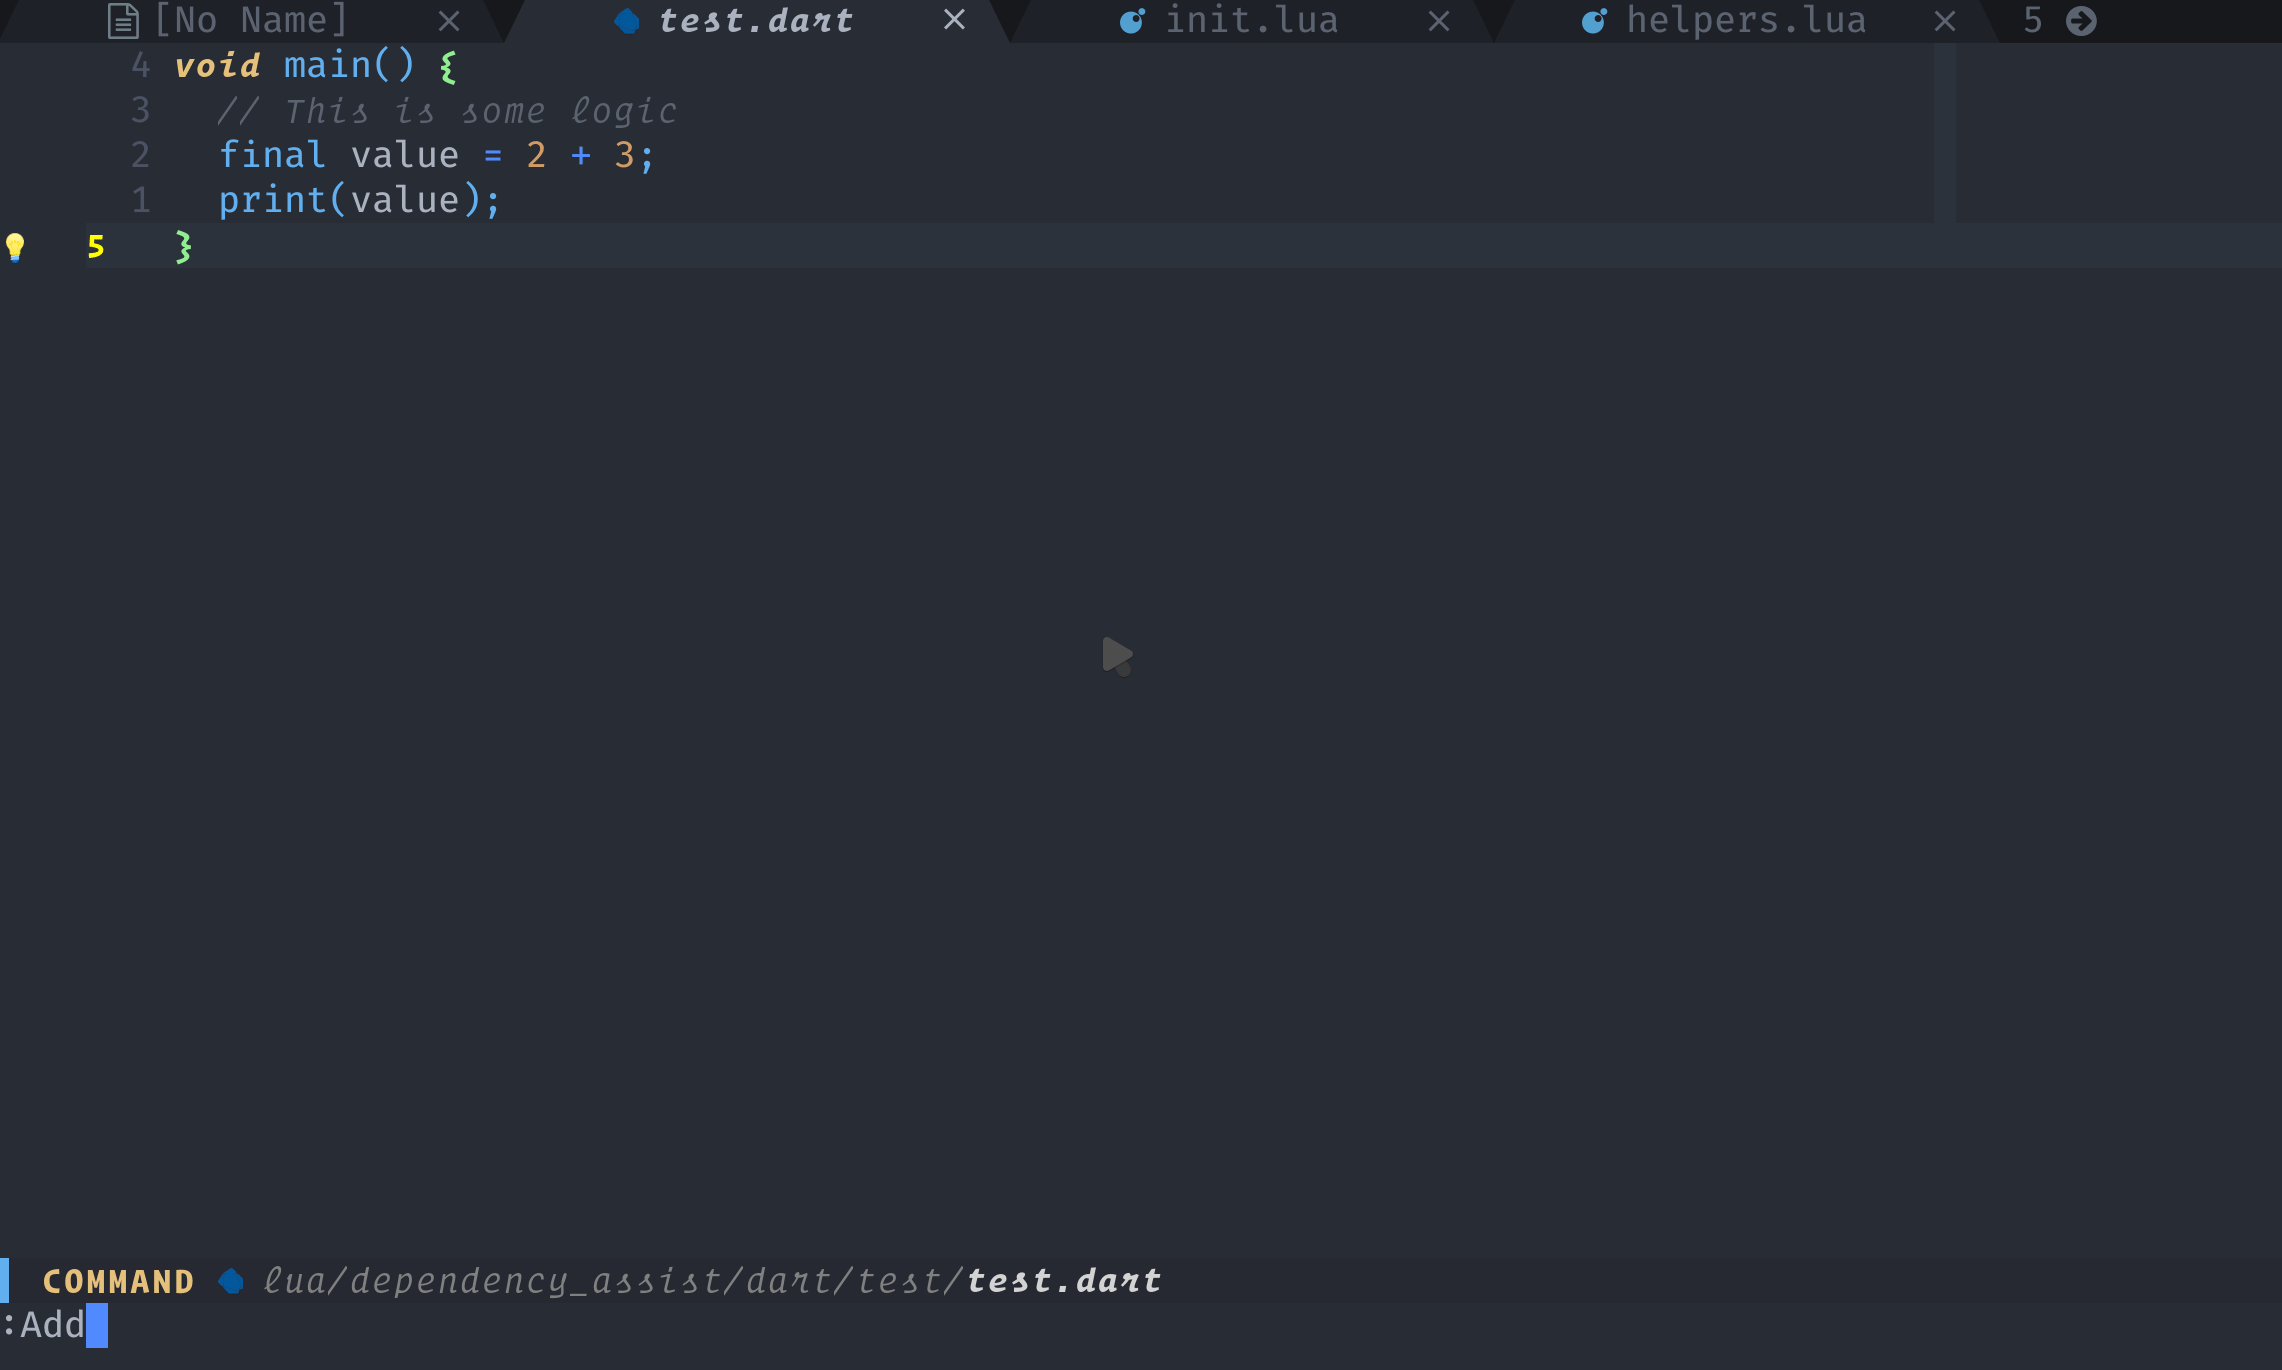 [No Name] × test.dart × init.lua × helpers.lua × 5
4 void main() {
3 // This is some logic
2 final value = 2 + 3;
1 print(value);
5 }
COMMAND lua/dependency_assist/dart/test/test.dart
:Add